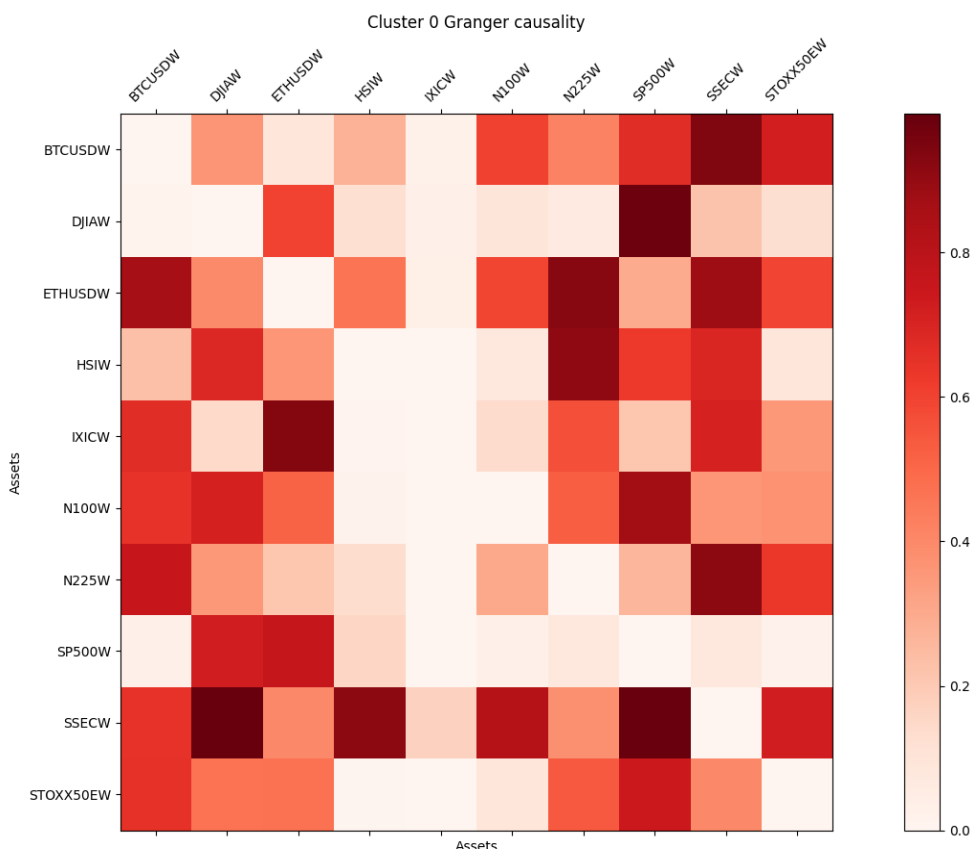 Cluster 0 Granger causality
BTCUSDW DJIAW ETHUSDW HSIW IXICW N100W N225W SP500W SSECW STOXX50EW
BTCUSDW
DJIAW
ETHUSDW
HSIW
IXICW
N100W
N225W
SP500W
SSECW
STOXX50EW
Assets
Assets
0.8
0.6
0.4
0.2
0.0